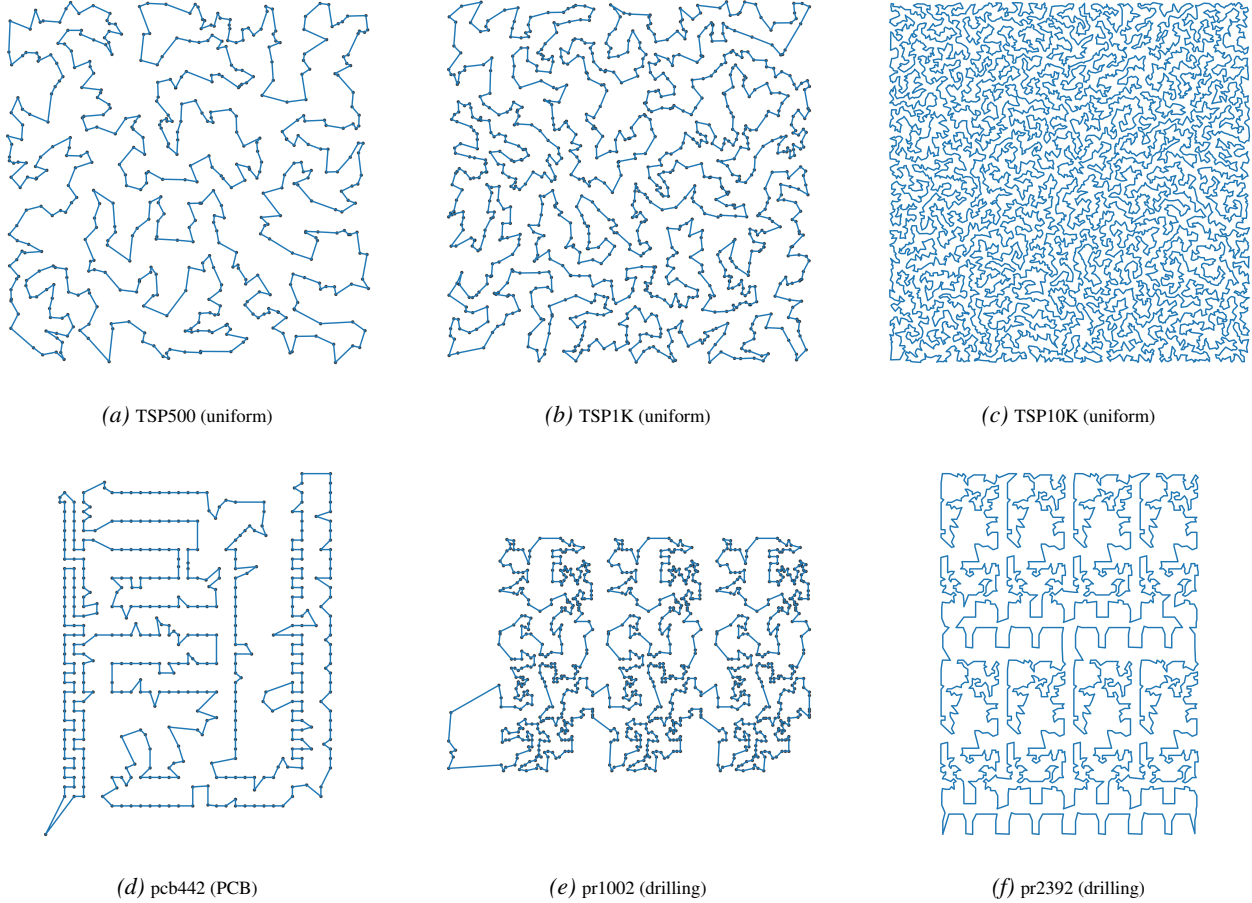 (a) TSP500 (uniform)
(b) TSP1K (uniform)
(c) TSP10K (uniform)
(d) pcb442 (PCB)
(e) pr1002 (drilling)
(f) pr2392 (drilling)